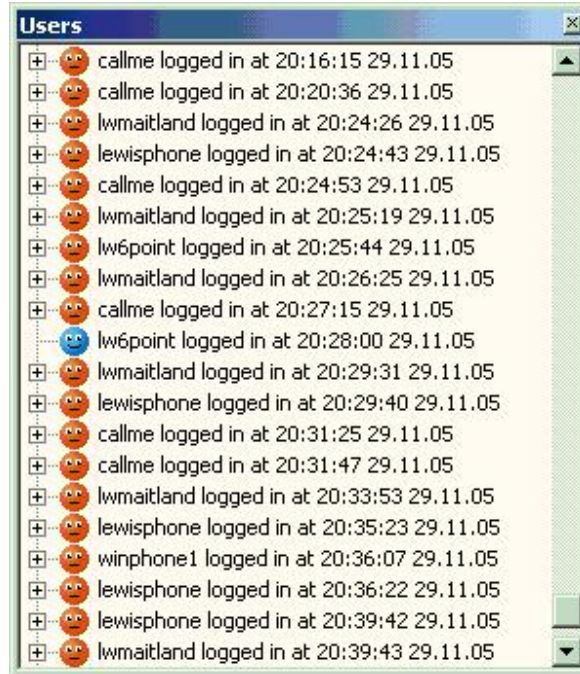 Users
callme logged in at 20:16:15 29.11.05
callme logged in at 20:20:36 29.11.05
lwmaitland logged in at 20:24:26 29.11.05
lewisphone logged in at 20:24:43 29.11.05
callme logged in at 20:24:53 29.11.05
lwmaitland logged in at 20:25:19 29.11.05
lw6point logged in at 20:25:44 29.11.05
lwmaitland logged in at 20:26:25 29.11.05
callme logged in at 20:27:15 29.11.05
lw6point logged in at 20:28:00 29.11.05
lwmaitland logged in at 20:29:31 29.11.05
lewisphone logged in at 20:29:40 29.11.05
callme logged in at 20:31:25 29.11.05
callme logged in at 20:31:47 29.11.05
lwmaitland logged in at 20:33:53 29.11.05
lewisphone logged in at 20:35:23 29.11.05
winphone1 logged in at 20:36:07 29.11.05
lewisphone logged in at 20:36:22 29.11.05
lewisphone logged in at 20:39:42 29.11.05
lwmaitland logged in at 20:39:43 29.11.05